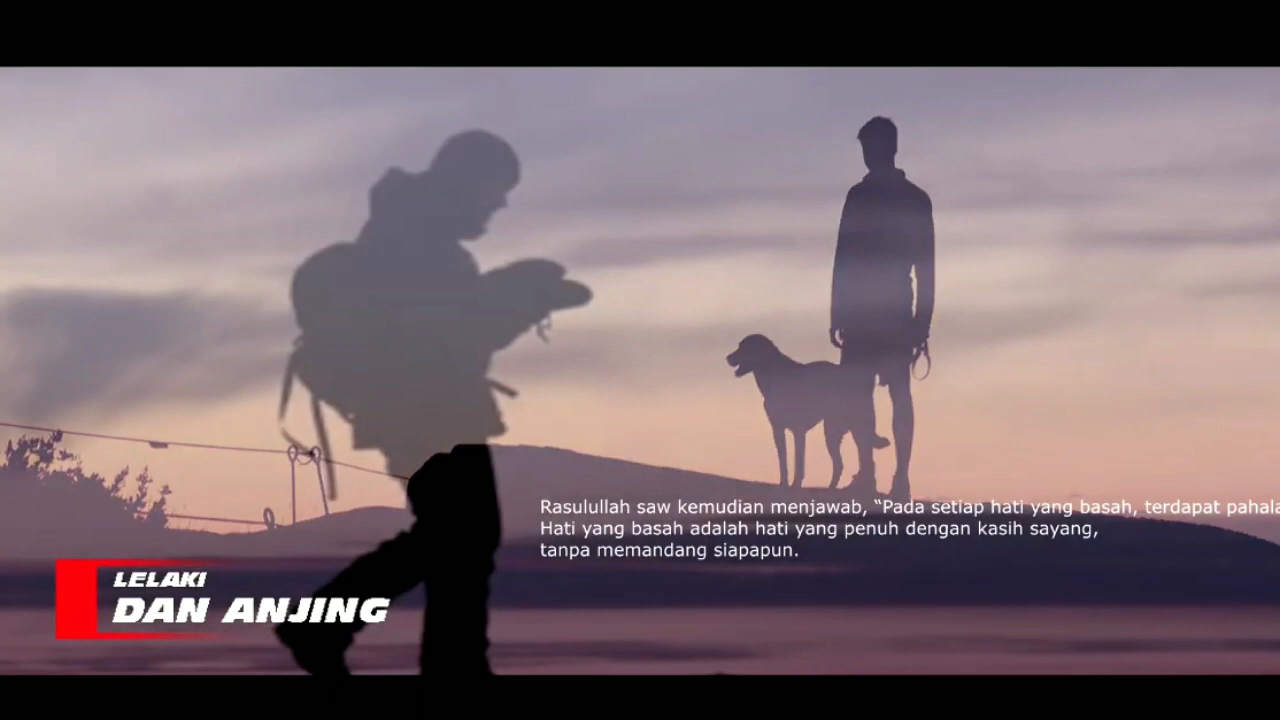 Rasulullah saw kemudian menjawab, “Pada setiap hati yang basah, terdapat pahala
Hati yang basah adalah hati yang penuh dengan kasih sayang,
tanpa memandang siapapun.
LELAKI
DAN ANJING